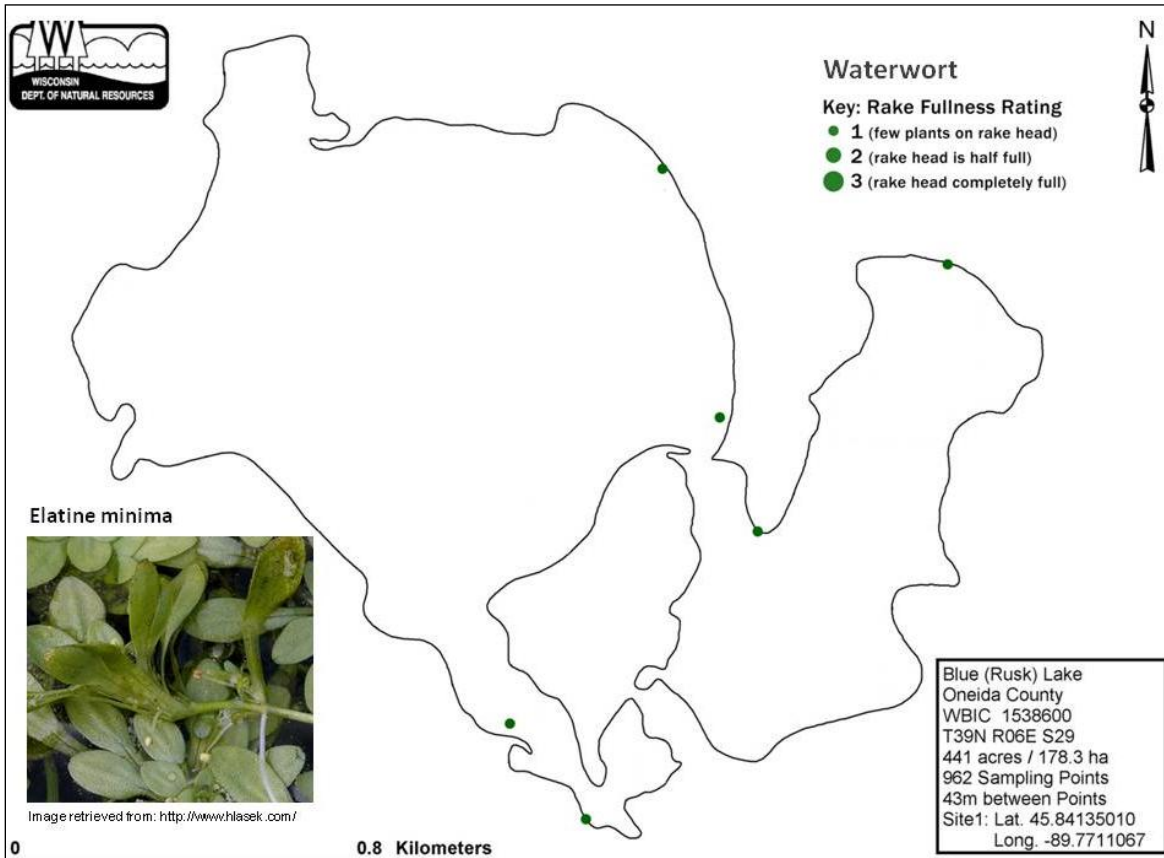 WISCONSIN
DEPT. OF NATURAL RESOURCES
N
Waterwort
Key: Rake Fullness Rating
1 (few plants on rake head)
2 (rake head is half full)
3 (rake head completely full)
Elatine minima
Image retrieved from: http://www.hlasek.com/
0 0.8 Kilometers
Blue (Rusk) Lake
Oneida County
WBIC 1538600
T39N R06E S29
441 acres / 178.3 ha
962 Sampling Points
43m between Points
Site1: Lat. 45.84135010
Long. -89.7711067